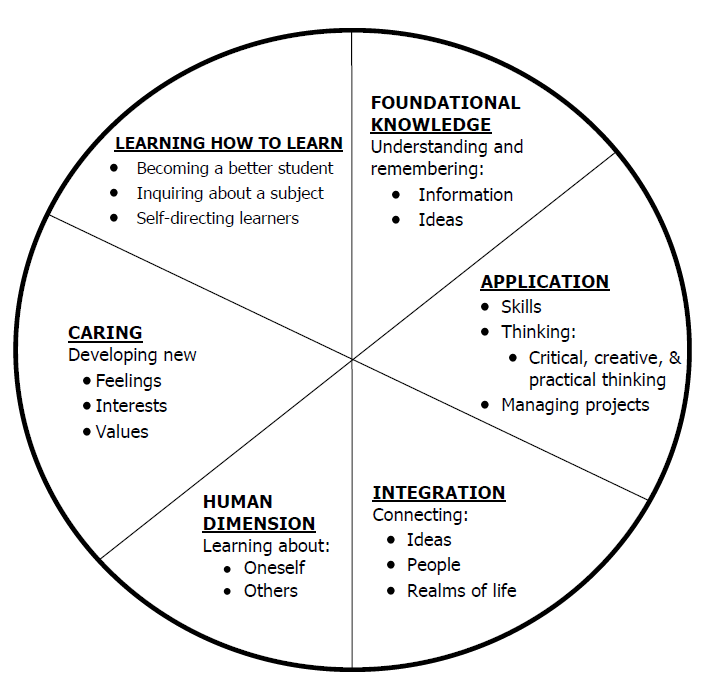 FOUNDATIONAL
KNOWLEDGE
Understanding and
remembering:
• Information
• Ideas
APPLICATION
• Skills
• Thinking:
• Critical, creative, &
practical thinking
• Managing projects
INTEGRATION
Connecting:
• Ideas
• People
• Realms of life
HUMAN
DIMENSION
Learning about:
• Oneself
• Others
CARING
Developing new
• Feelings
• Interests
• Values
LEARNING HOW TO LEARN
• Becoming a better student
• Inquiring about a subject
• Self-directing learners